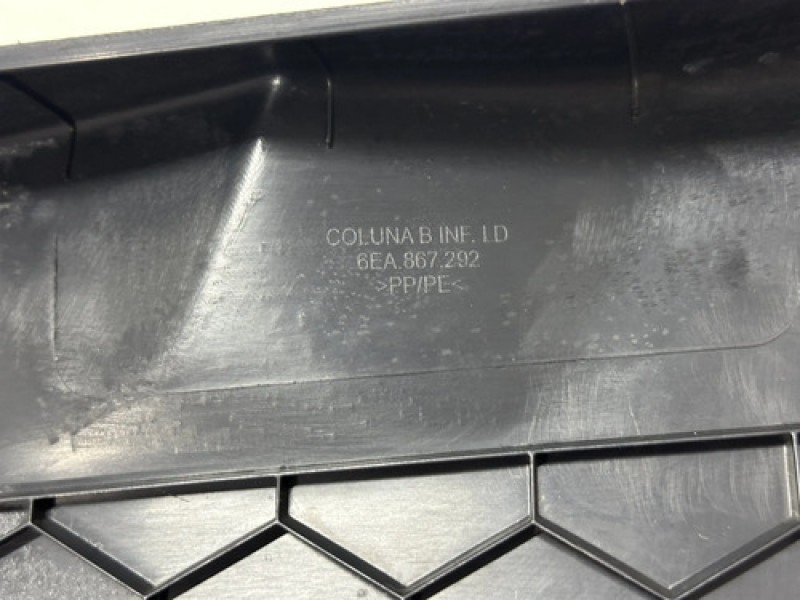 COLUNA B INF. LD
6EA.867.292
>PP/PE<